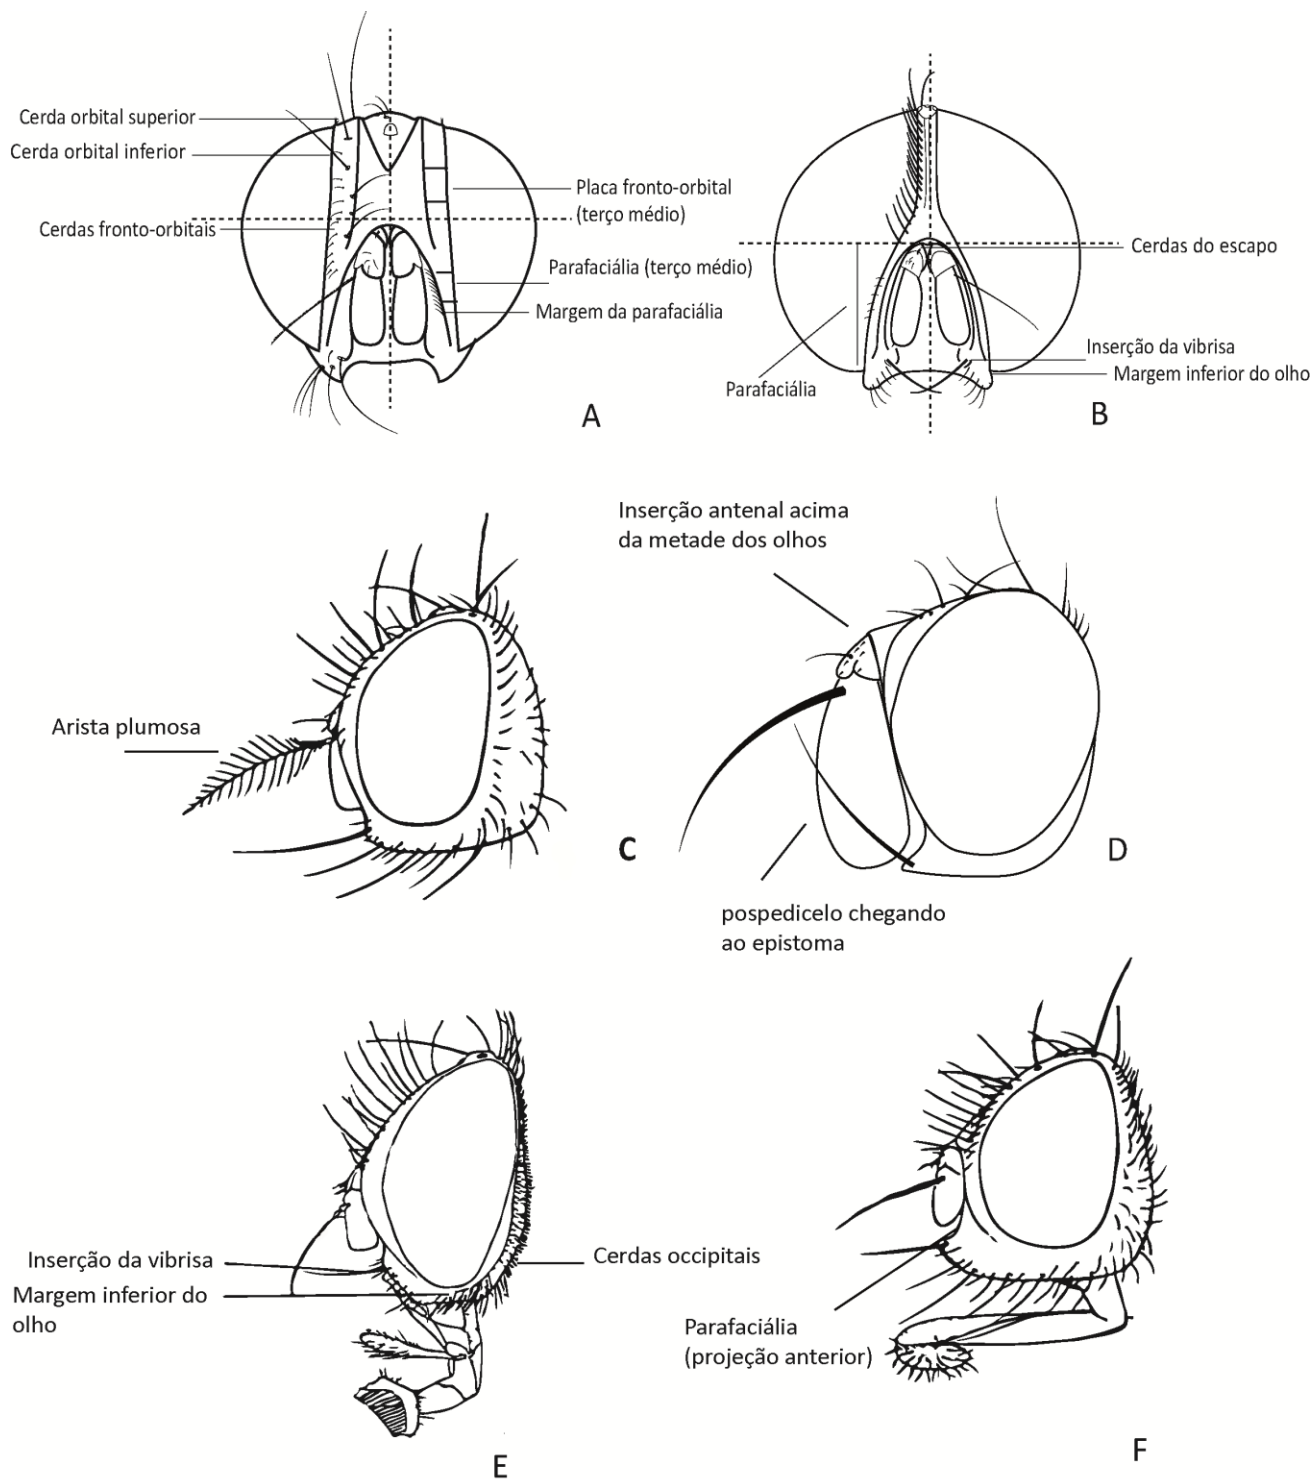 Cerda orbital superior
Cerda orbital inferior
Cerdas fronto-orbitais
Placa fronto-orbital
(terço médio)
Parafaciália (terço médio)
Margem da parafaciália
A
Cerdas do escapo
Inserção da vibrisa
Margem inferior do olho
Parafaciália
B
Arista plumosa
C
Inserção antenal acima
da metade dos olhos
D
pospedicelo chegando
ao epistoma
Inserção da vibrisa
Margem inferior do
olho
Cerdas occipitais
E
Parafaciália
(projeção anterior)
F